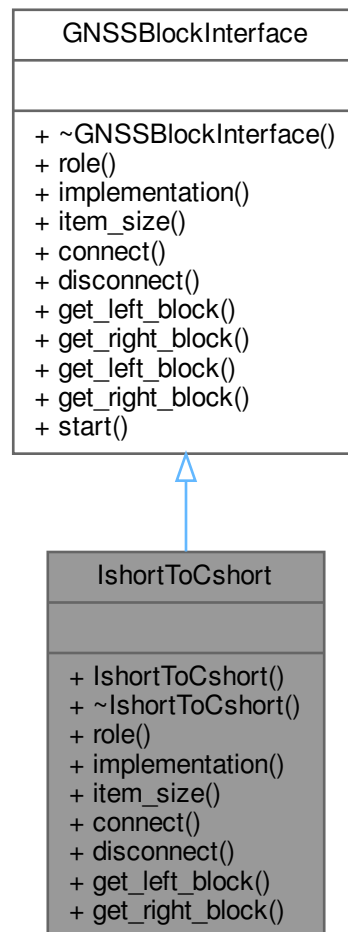 GNSSBlockInterface
+ ~GNSSBlockInterface()
+ role()
+ implementation()
+ item_size()
+ connect()
+ disconnect()
+ get_left_block()
+ get_right_block()
+ get_left_block()
+ get_right_block()
+ start()
IshortToCshort
+ IshortToCshort()
+ ~IshortToCshort()
+ role()
+ implementation()
+ item_size()
+ connect()
+ disconnect()
+ get_left_block()
+ get_right_block()